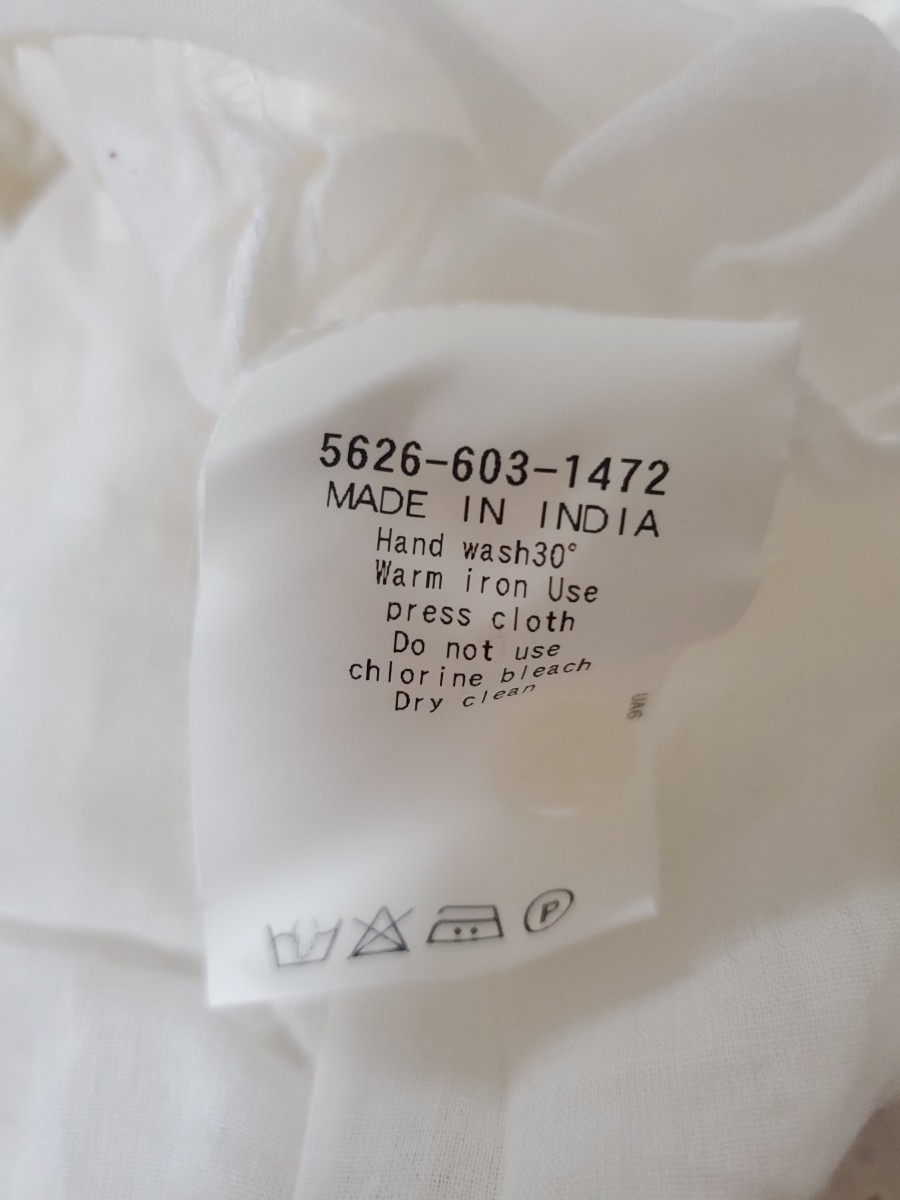 5626-603-1472
MADE IN INDIA
Hand wash30°
Warm iron Use
press cloth
Do not use
chlorine bleach
Dry clean
UA6
P